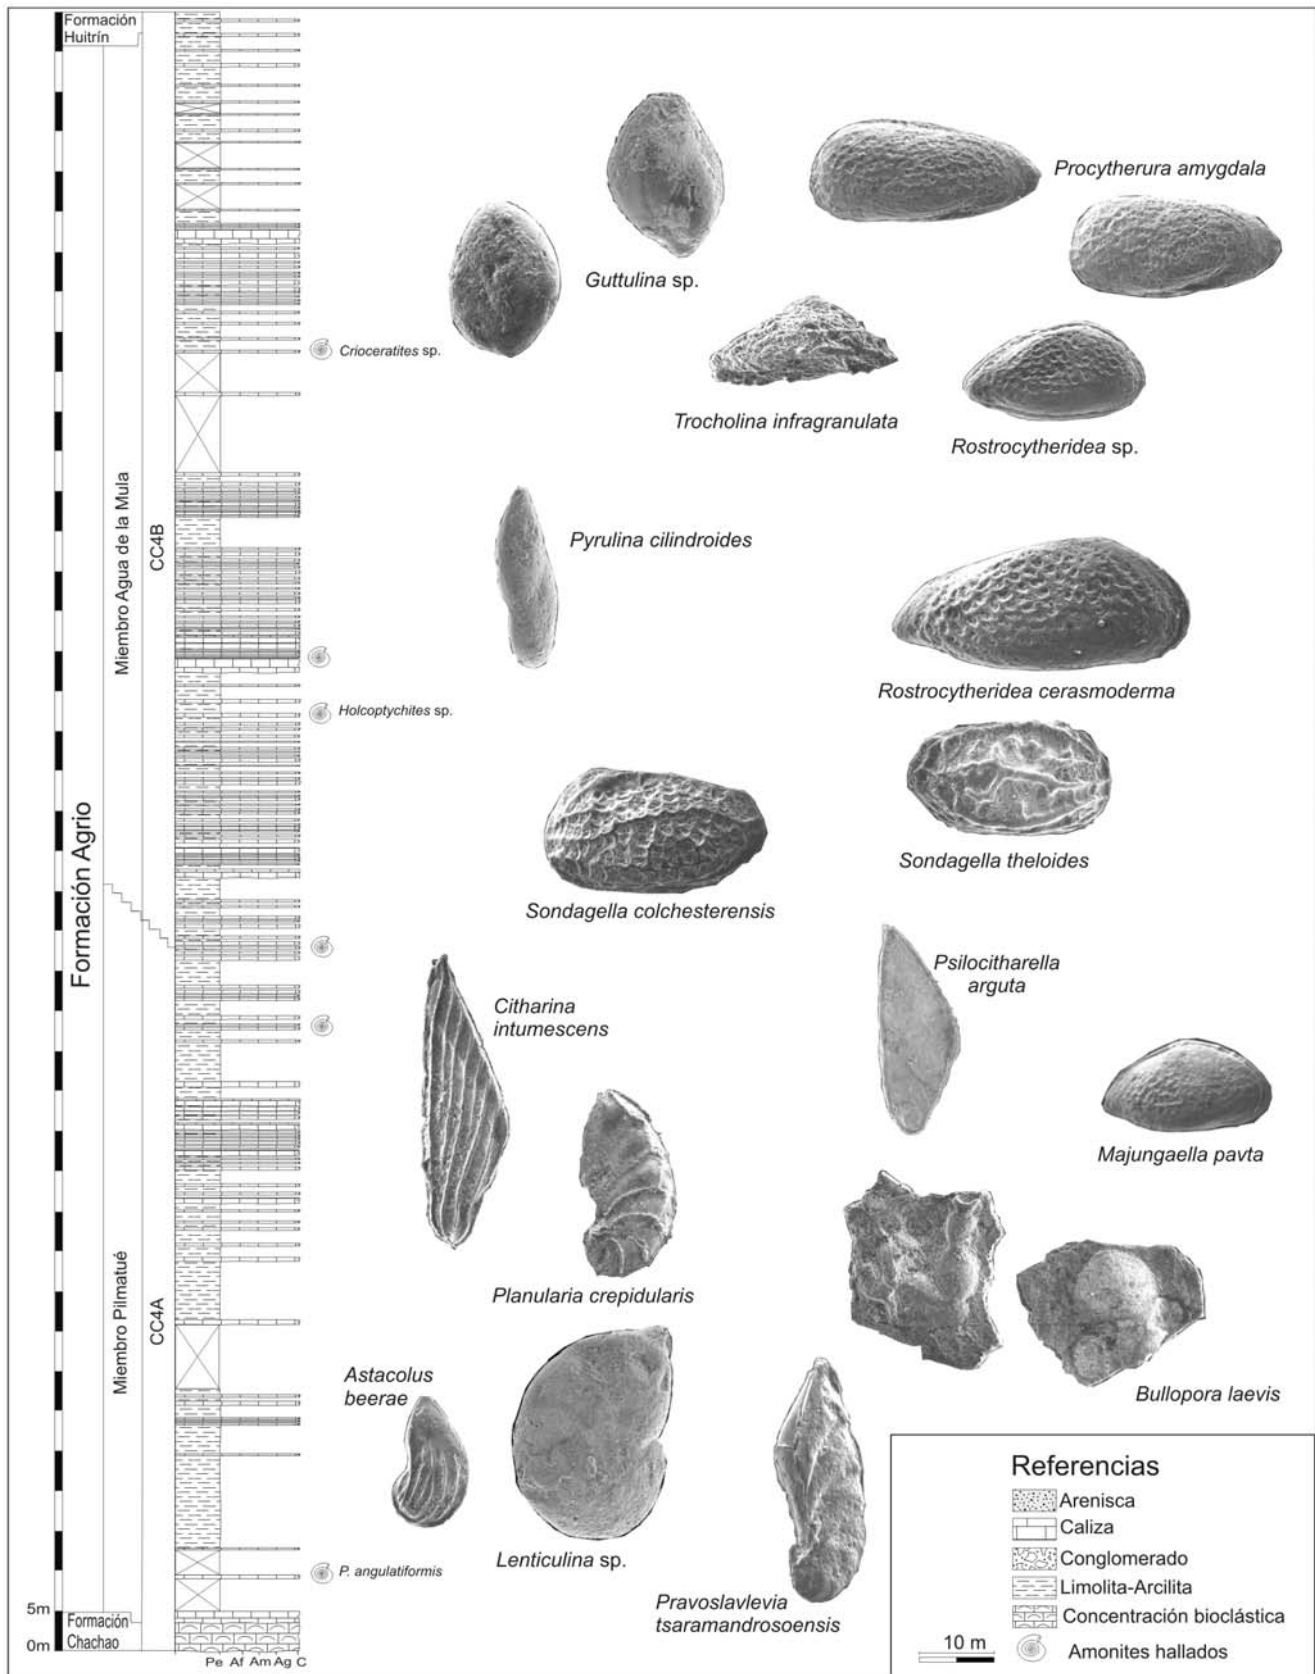 Formación
Huitrín
Guttulina sp.
Procytherura amygdala
Crioceratites sp.
Trocholina infragranulata
Rostrocytheridea sp.
Miembro Agua de la Mula
CC4B
Pyrulina cilindroides
Rostrocytheridea cerasmoderma
Holcoptychites sp.
Sondagella theloides
Sondagella colchesterensis
Formación Agrio
Psilocitharella
arguta
Citharina
intumescens
Majungaella pavta
Planularia crepidularis
Miembro Pilmatué
CC4A
Bullopora laevis
Astacolus
beerae
Lenticulina sp.
P. angulatiformis
Pravoslavlevia
tsaramandrosoensis
5m
Formación
Chachao
0m
Pe Af Am Ag C
Referencias
Arenisca
Caliza
Conglomerado
Limolita-Arcilita
Concentración bioclástica
10 m
Amonites hallados